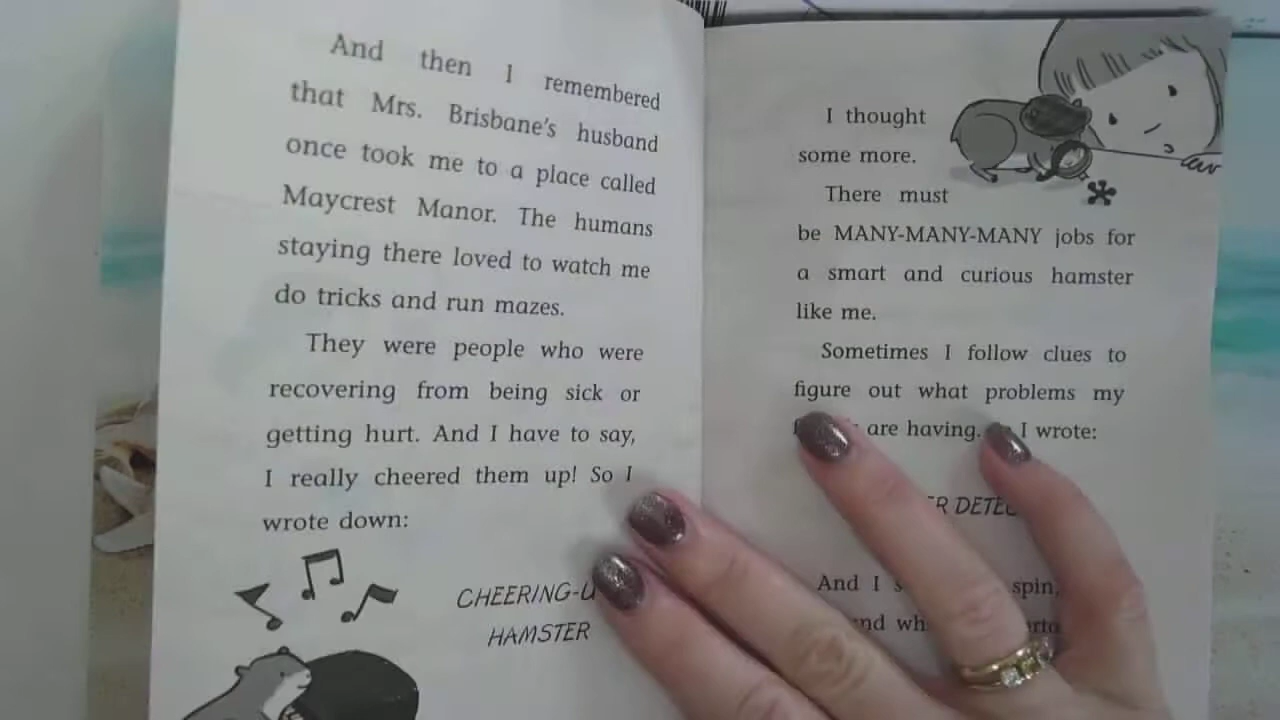 And then I remembered
that Mrs. Brisbane's husband
once took me to a place called
Maycrest Manor. The humans
staying there loved to watch me
do tricks and run mazes.
They were people who were
recovering from being sick or
getting hurt. And I have to say,
I really cheered them up! So I
wrote down:
CHEERING-U
HAMSTER
I thought
some more.
There must
be MANY-MANY-MANY jobs for
a smart and curious hamster
like me.
Sometimes I follow clues to
figure out what problems my
are having. I wrote:
And I spin,